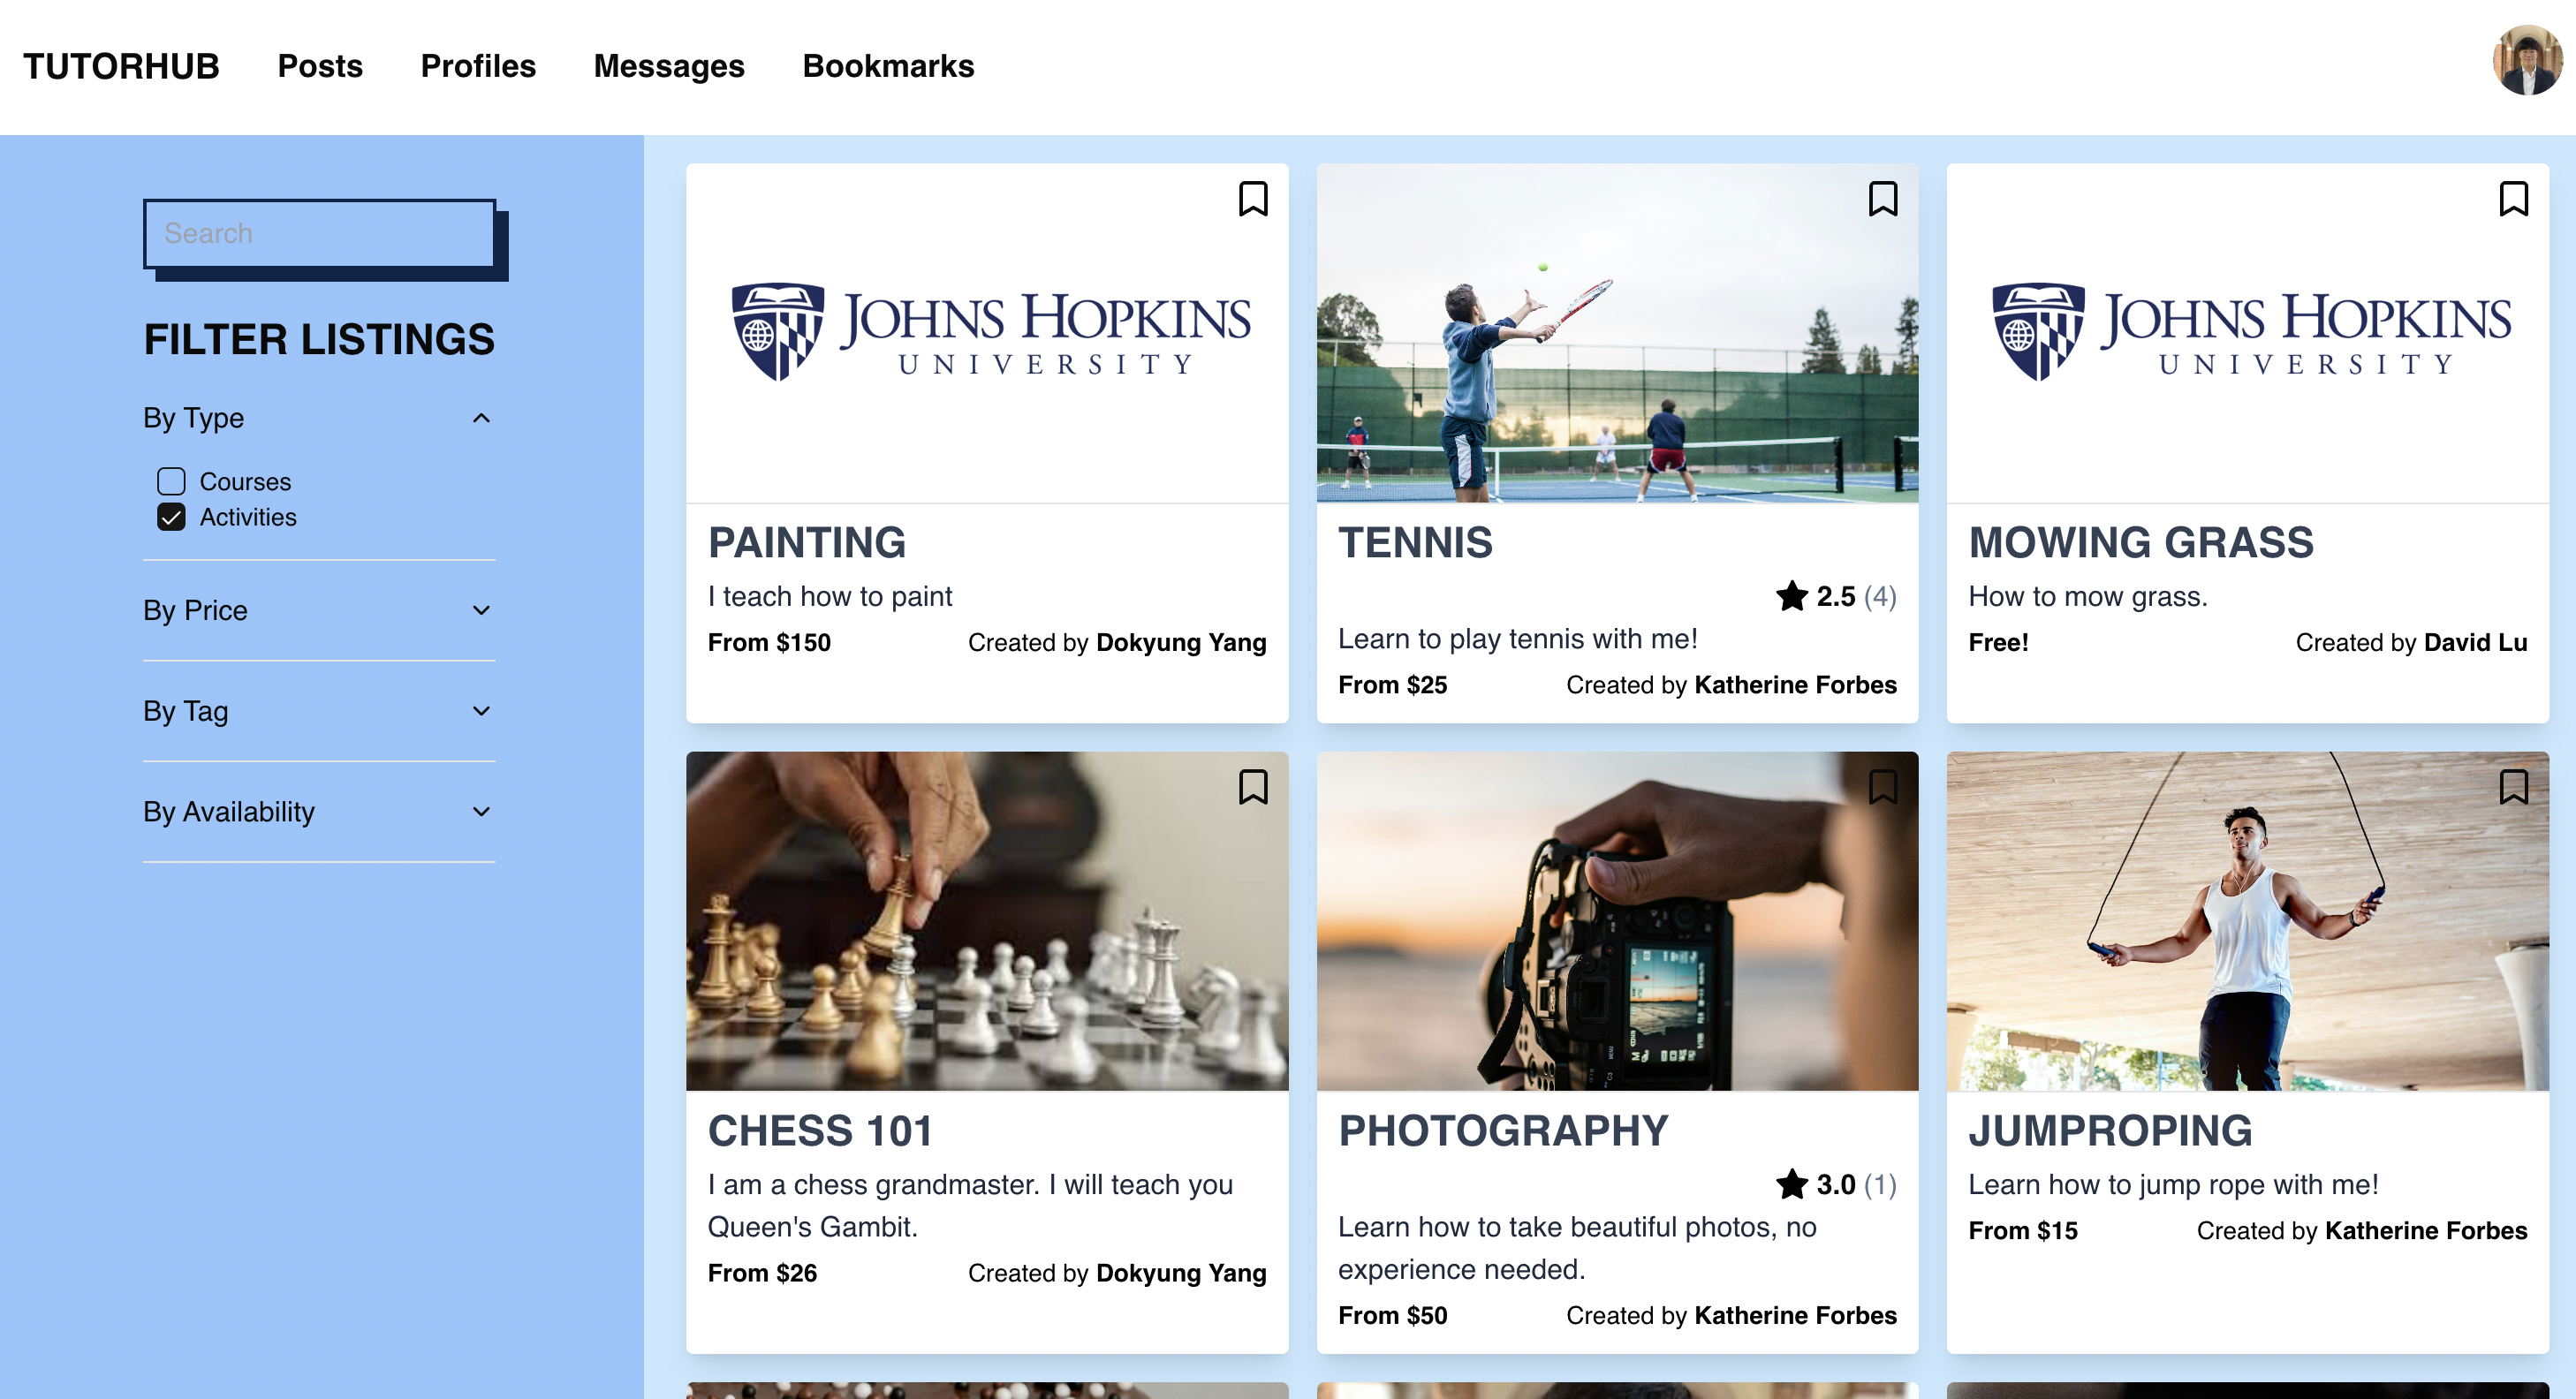 TUTORHUB Posts Profiles Messages Bookmarks
Search
FILTER LISTINGS
By Type
Courses
Activities
By Price
By Tag
By Availability
JOHNS HOPKINS
UNIVERSITY
PAINTING
I teach how to paint
From $150 Created by Dokyung Yang
TENNIS
2.5 (4)
Learn to play tennis with me!
From $25 Created by Katherine Forbes
JOHNS HOPKINS
UNIVERSITY
MOWING GRASS
How to mow grass.
Free! Created by David Lu
CHESS 101
I am a chess grandmaster. I will teach you
Queen's Gambit.
From $26 Created by Dokyung Yang
PHOTOGRAPHY
3.0 (1)
Learn how to take beautiful photos, no
experience needed.
From $50 Created by Katherine Forbes
JUMPROPING
Learn how to jump rope with me!
From $15 Created by Katherine Forbes